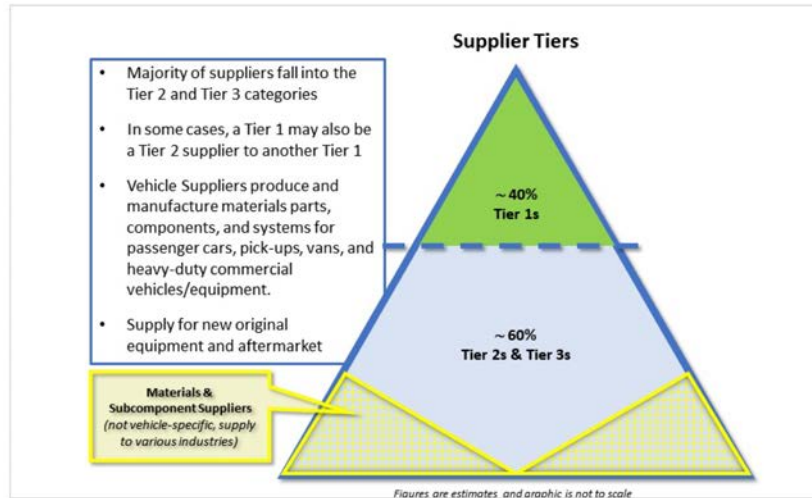 Supplier Tiers
• Majority of suppliers fall into the
Tier 2 and Tier 3 categories
• In some cases, a Tier 1 may also be
a Tier 2 supplier to another Tier 1
• Vehicle Suppliers produce and
manufacture materials parts,
components, and systems for
passenger cars, pick-ups, vans, and
heavy-duty commercial
vehicles/equipment.
• Supply for new original
equipment and aftermarket
~ 40%
Tier 1s
~ 60%
Tier 2s & Tier 3s
Materials &
Subcomponent Suppliers
(not vehicle-specific, supply
to various industries)
Figures are estimates and graphic is not to scale